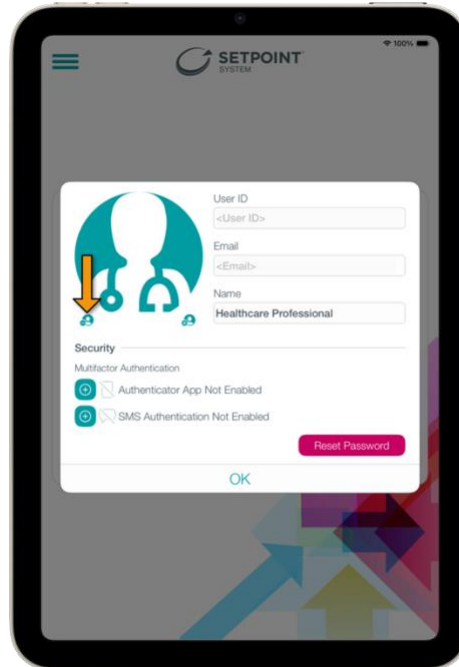 SETPOINT
SYSTEM
100%
User ID
<User ID>
Email
<Email>
Name
Healthcare Professional
Security
Multifactor Authentication
Authenticator App Not Enabled
SMS Authentication Not Enabled
Reset Password
OK